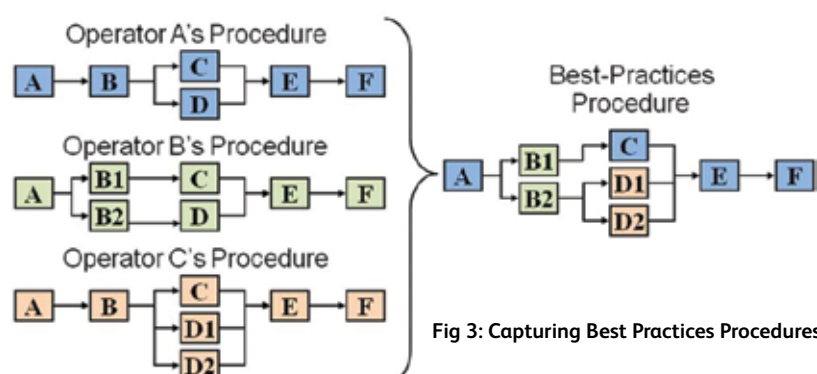 Operator A's Procedure
A
B
C
D
E
F
Operator B's Procedure
A
B1
B2
C
D
E
F
Operator C's Procedure
A
B
C
D1
D2
E
F
Best-Practices
Procedure
A
B1
B2
C
D1
D2
E
F
Fig 3: Capturing Best Practices Procedures